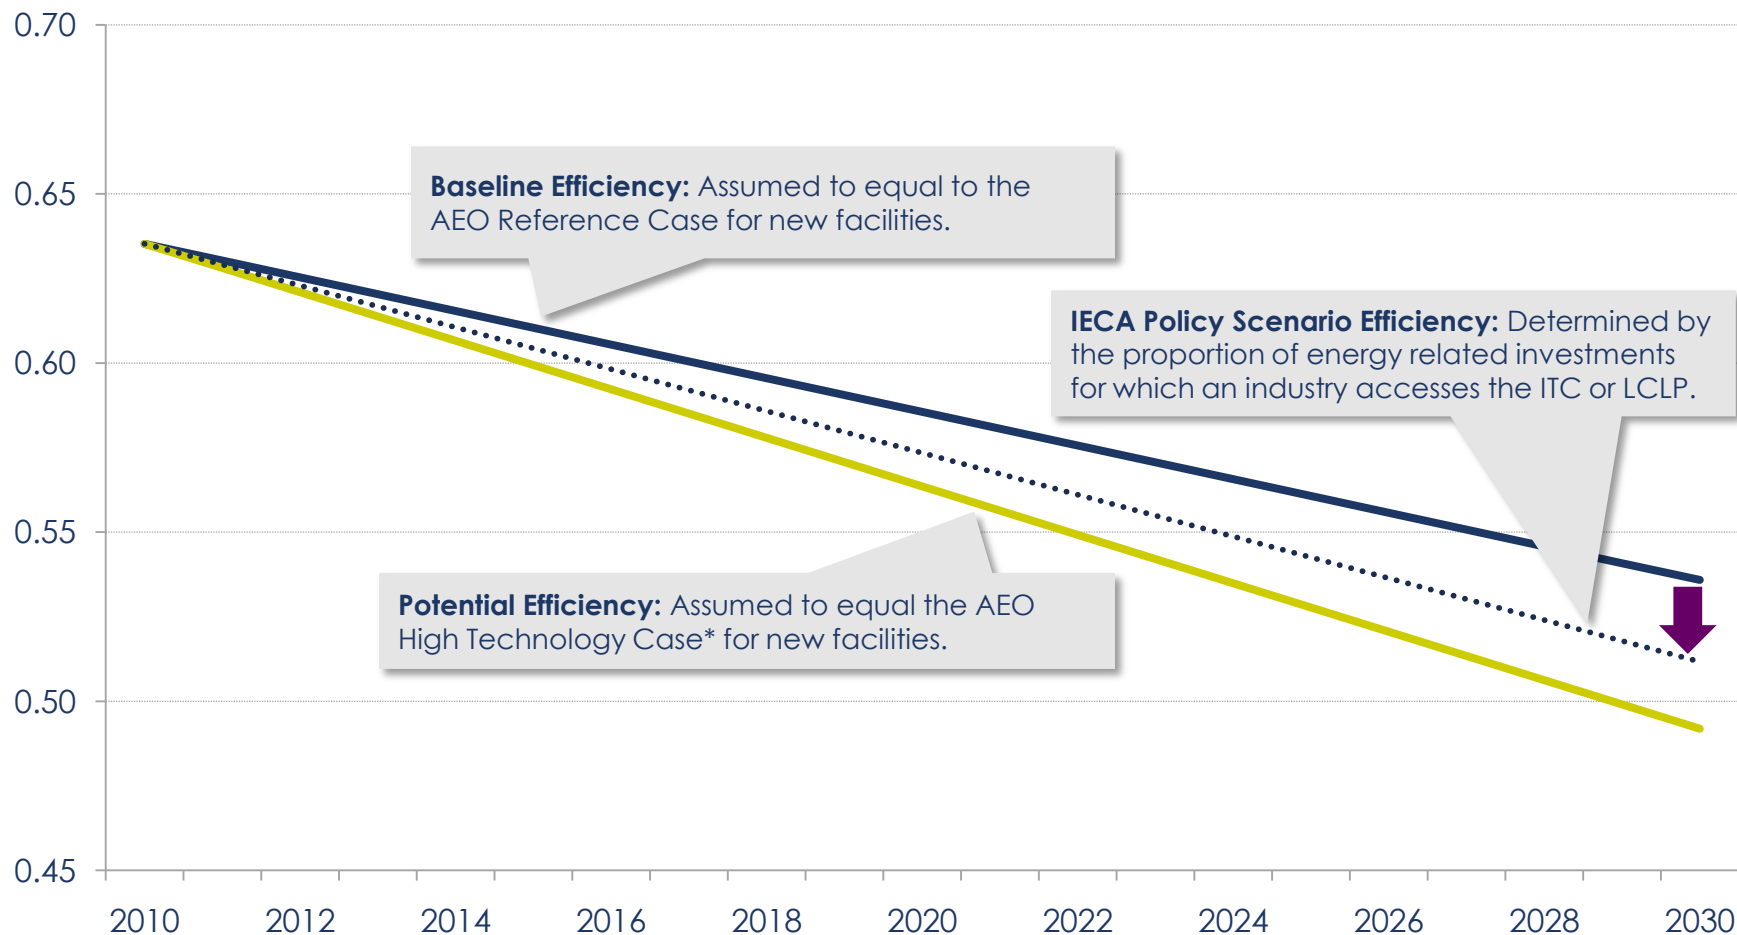 0.70
Baseline Efficiency: Assumed to equal to the
AEO Reference Case for new facilities.
0.65
IECA Policy Scenario Efficiency: Determined by
the proportion of energy related investments
for which an industry accesses the ITC or LCLP.
0.60
0.55
Potential Efficiency: Assumed to equal the AEO
High Technology Case* for new facilities.
0.50
0.45
2010 2012 2014 2016 2018 2020 2022 2024 2026 2028 2030